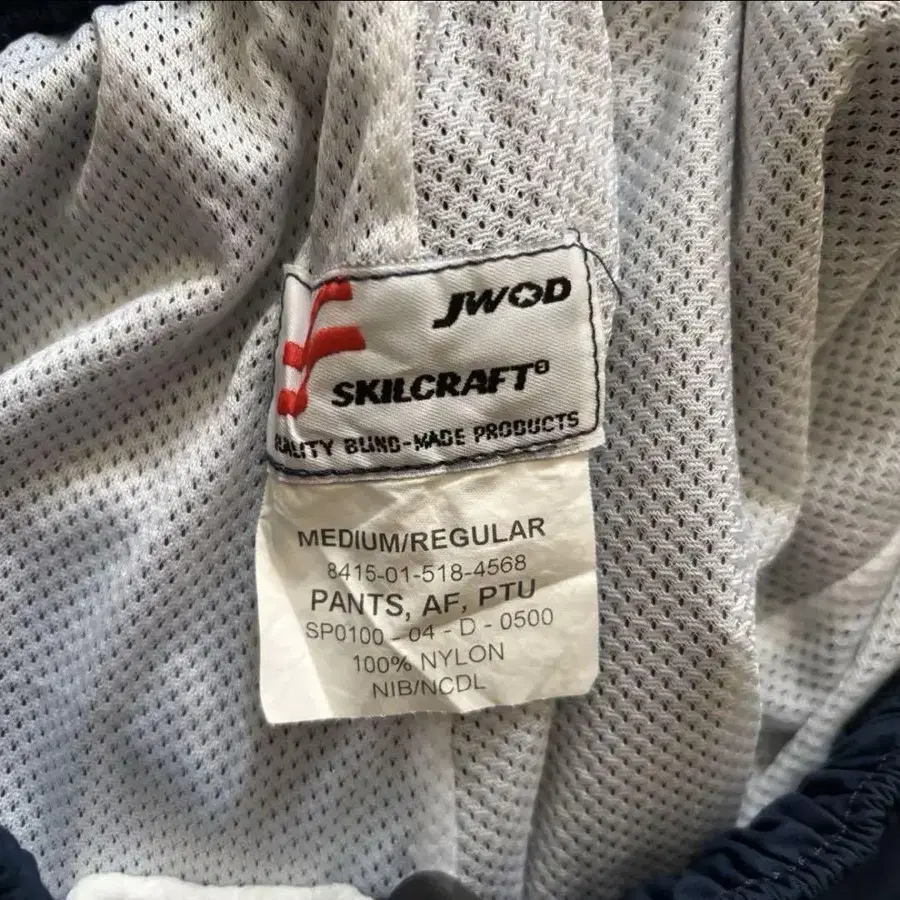 JWOD
SKILCRAFT®
QUALITY BLIND-MADE PRODUCTS
MEDIUM/REGULAR
8415-01-518-4568
PANTS, AF, PTU
SP0100 - 04 - D - 0500
100% NYLON
NIB/NCDL